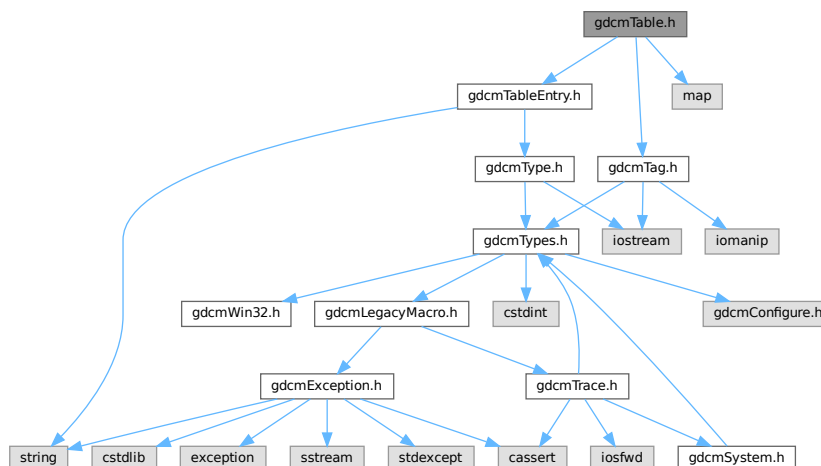 gdcmTable.h
gdcmTableEntry.h
map
gdcmType.h
gdcmTag.h
gdcmTypes.h
iostream
iomanip
gdcmWin32.h
gdcmLegacyMacro.h
cstdint
gdcmConfigure.h
gdcmException.h
gdcmTrace.h
string
cstdlib
exception
sstream
stdexcept
cassert
iosfwd
gdcmSystem.h